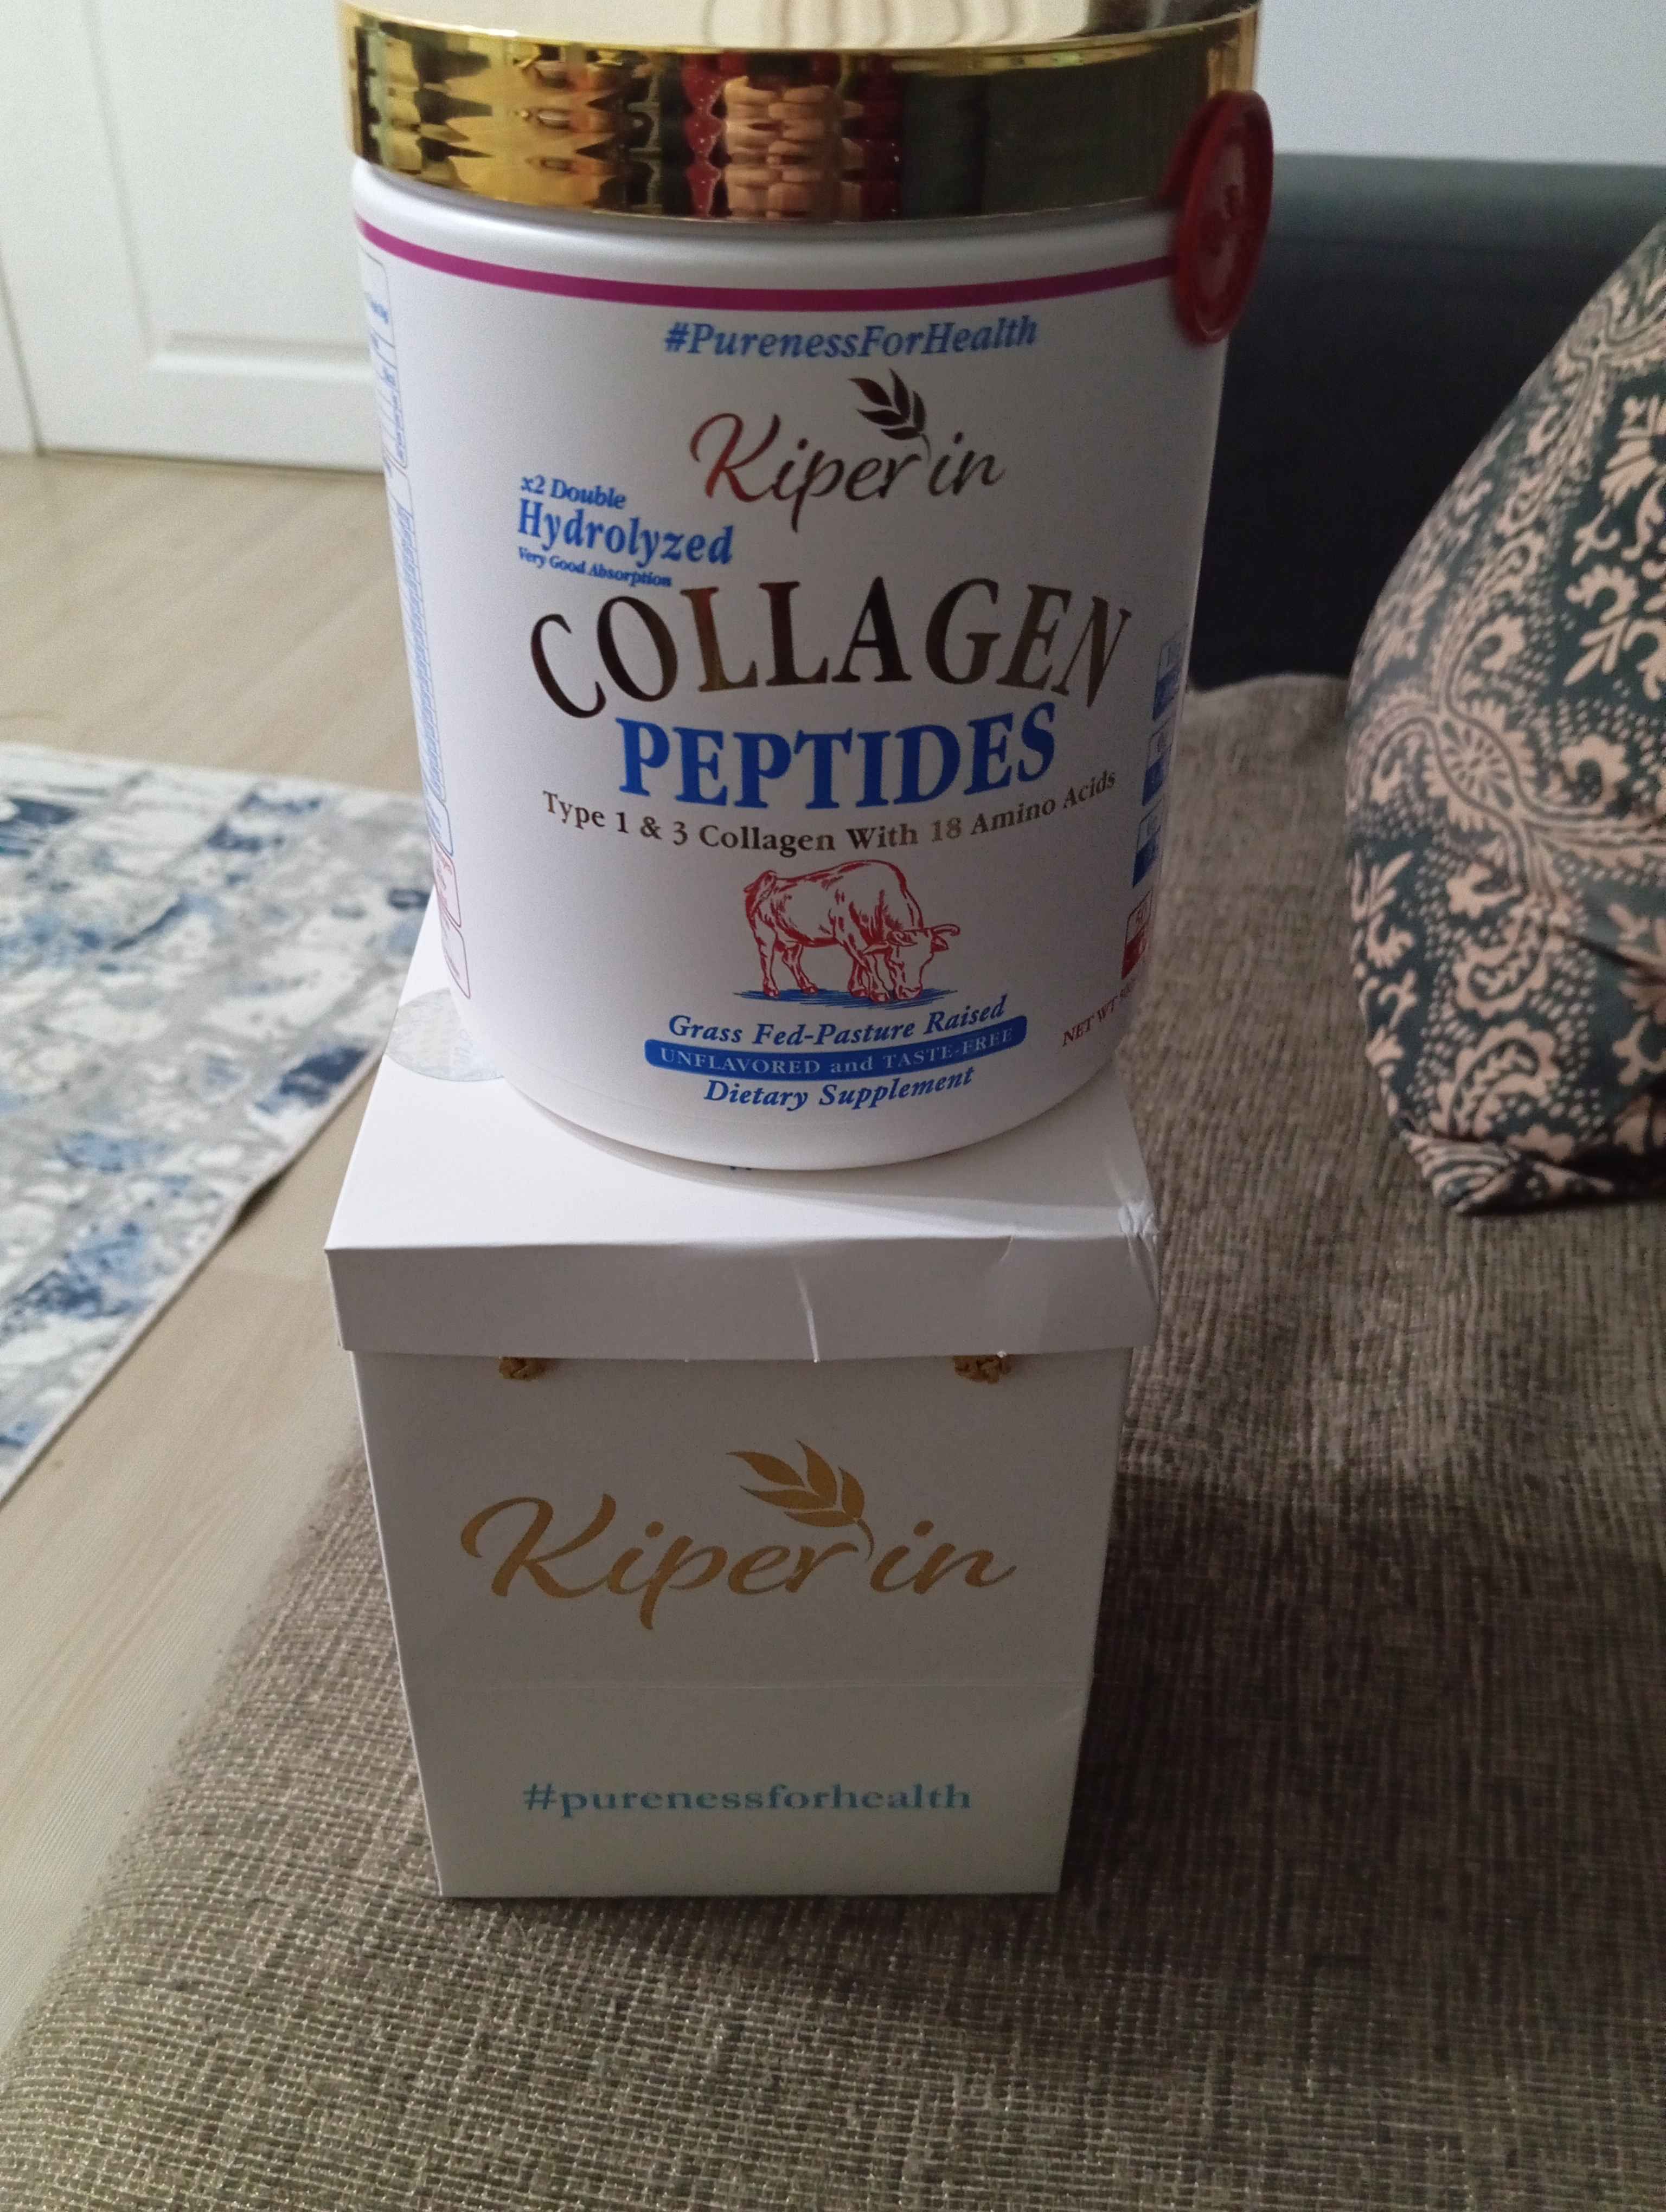 #PurenessForHealth
Kiper in
x2 Double
Hydrolyzed
Very Good Absorption
COLLAGEN
PEPTIDES
Type 1 & 3 Collagen With 18 Amino Acids
Grass Fed-Pasture Raised
UNFLAVORED and TASTE-FREE
Dietary Supplement
NET WT
Kiper in
#purenessforhealth